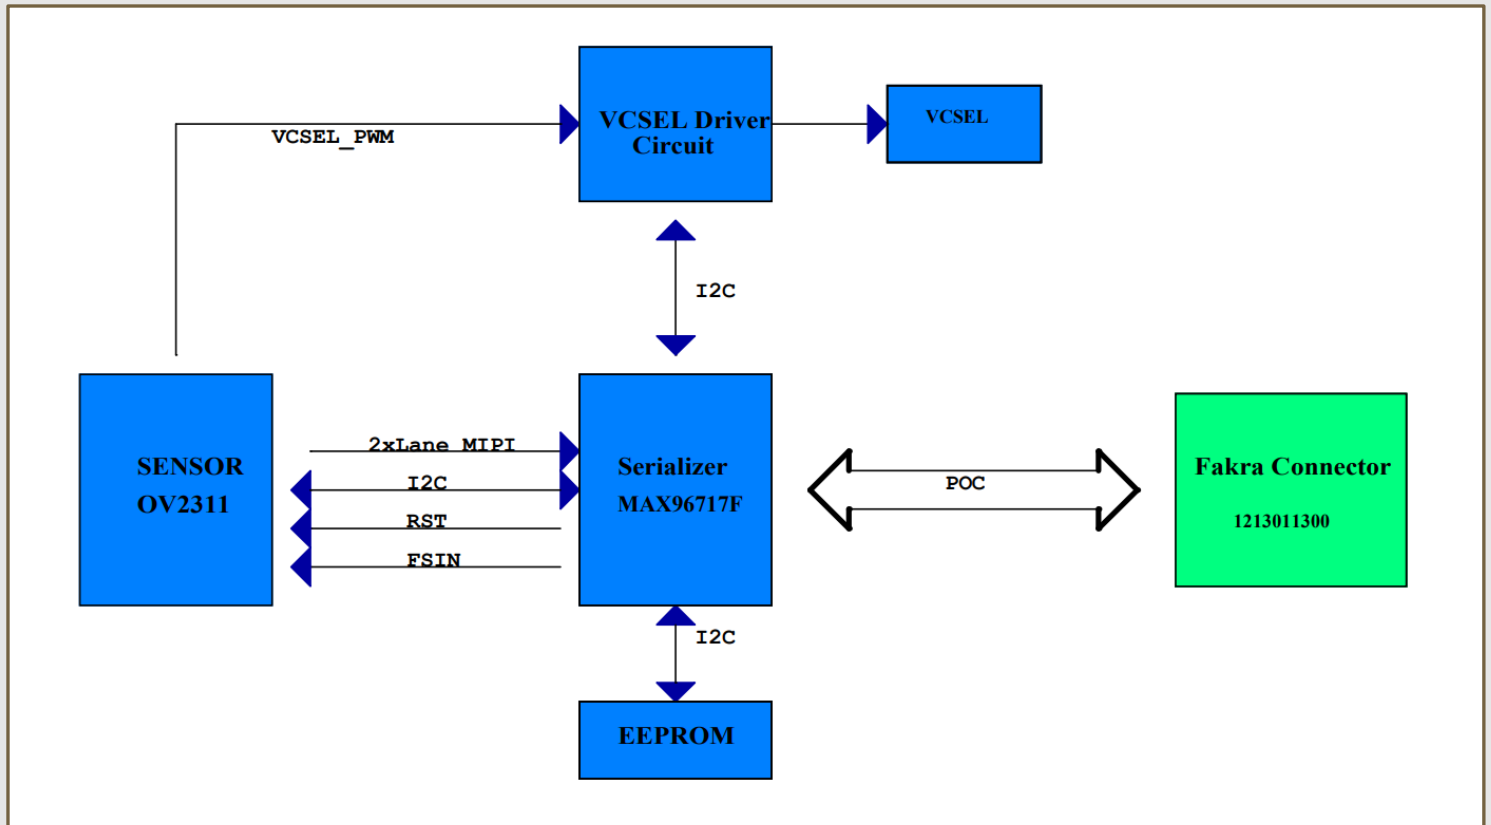 VCSEL Driver
Circuit
VCSEL
VCSEL_PWM
I2C
SENSOR
OV2311
2xLane MIPI
I2C
RST
FSIN
Serializer
MAX96717F
POC
Fakra Connector
1213011300
I2C
EEPROM